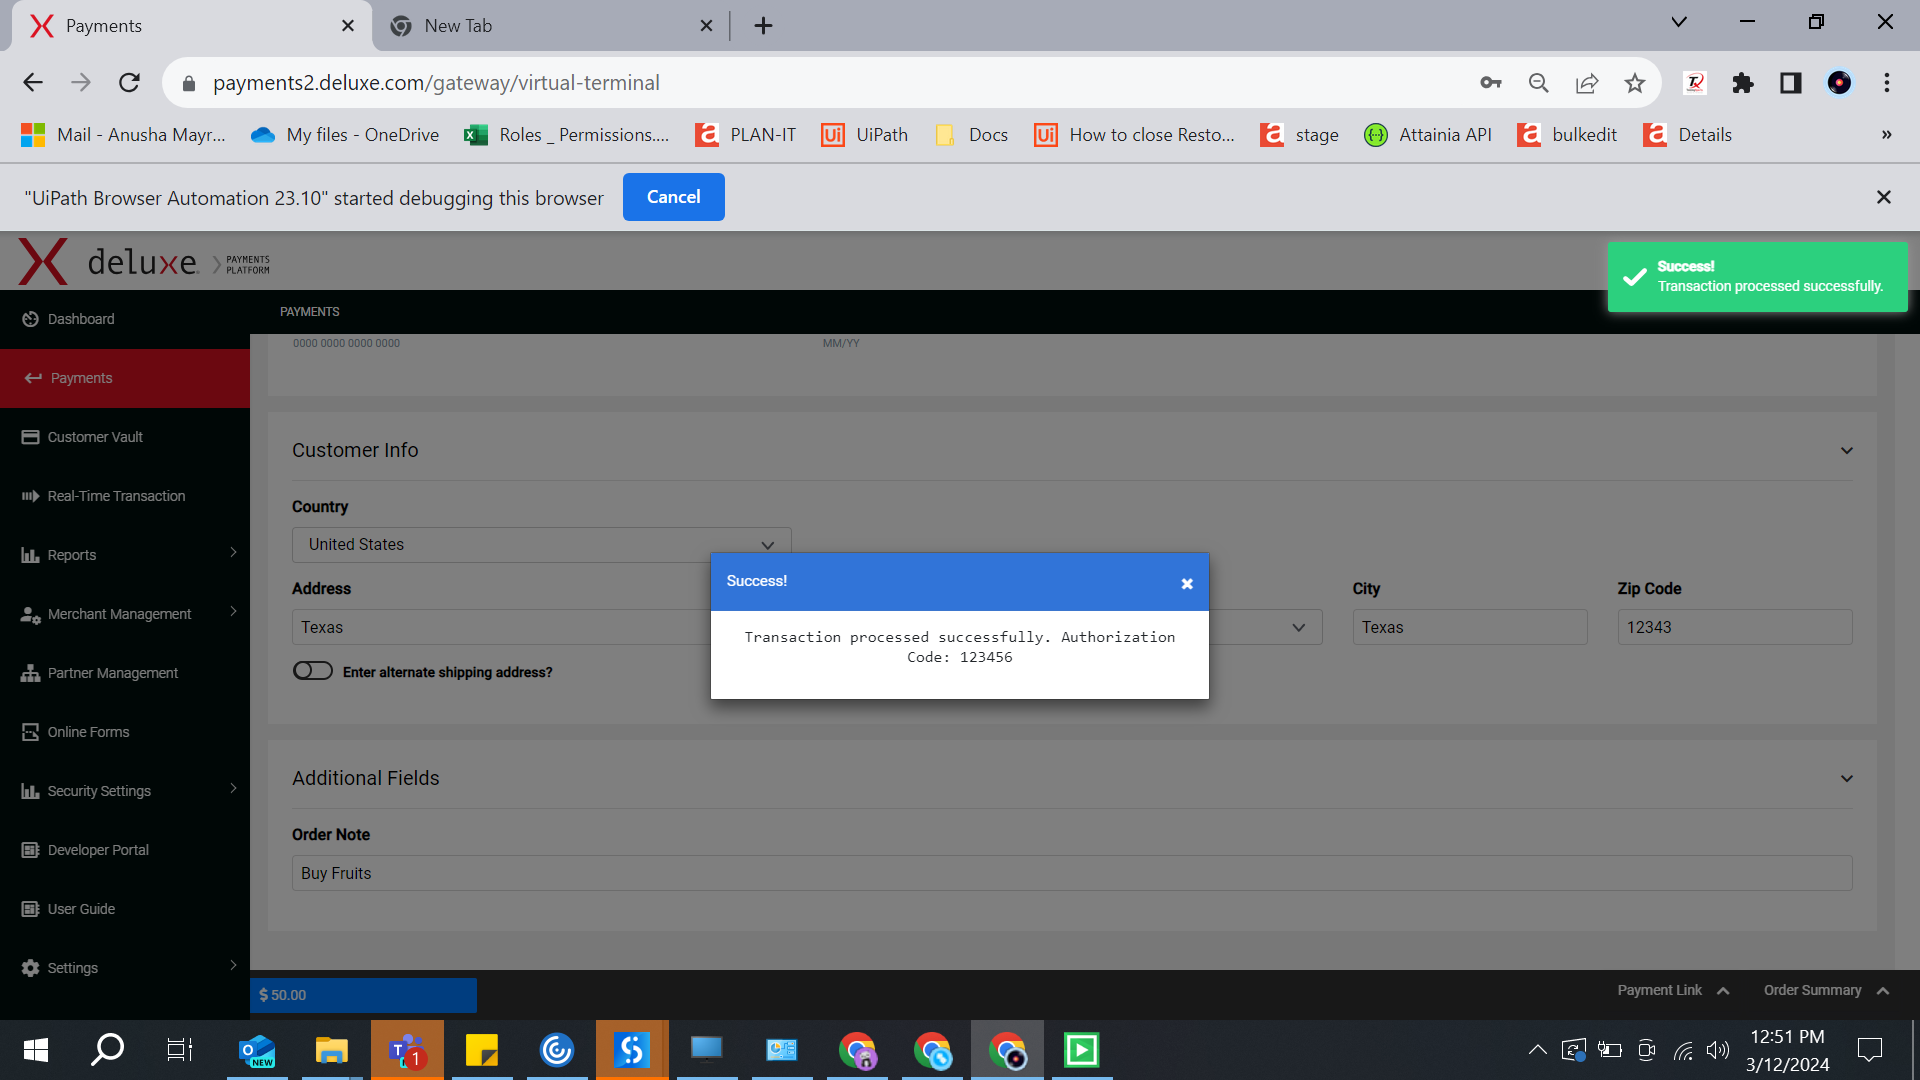 Payments
New Tab
payments2.deluxe.com/gateway/virtual-terminal
Mail - Anusha Mayr...
My files - OneDrive
Roles _ Permissions....
PLAN-IT
UiPath
Docs
How to close Resto...
stage
Attainia API
bulkedit
Details
»
"UiPath Browser Automation 23.10" started debugging this browser
Cancel
deluxe.
PAYMENTS
PLATFORM
Success!
Transaction processed successfully.
Dashboard
PAYMENTS
0000 0000 0000 0000
MM/YY
Payments
Customer Vault
Real-Time Transaction
Reports
Merchant Management
Partner Management
Online Forms
Security Settings
Developer Portal
User Guide
Settings
Customer Info
Country
United States
Address
City
Zip Code
Texas
Texas
12343
Enter alternate shipping address?
Success!
Transaction processed successfully. Authorization
Code: 123456
Additional Fields
Order Note
Buy Fruits
$ 50.00
Payment Link
Order Summary
NEW
T
1
12:51 PM
3/12/2024